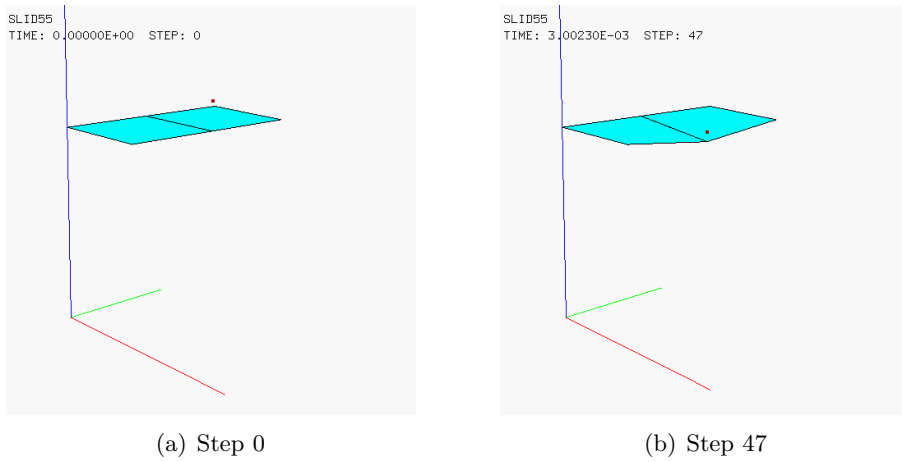 SLID55
TIME: 0.00000E+00 STEP: 0
SLID55
TIME: 3.00230E-03 STEP: 47
(a) Step 0
(b) Step 47